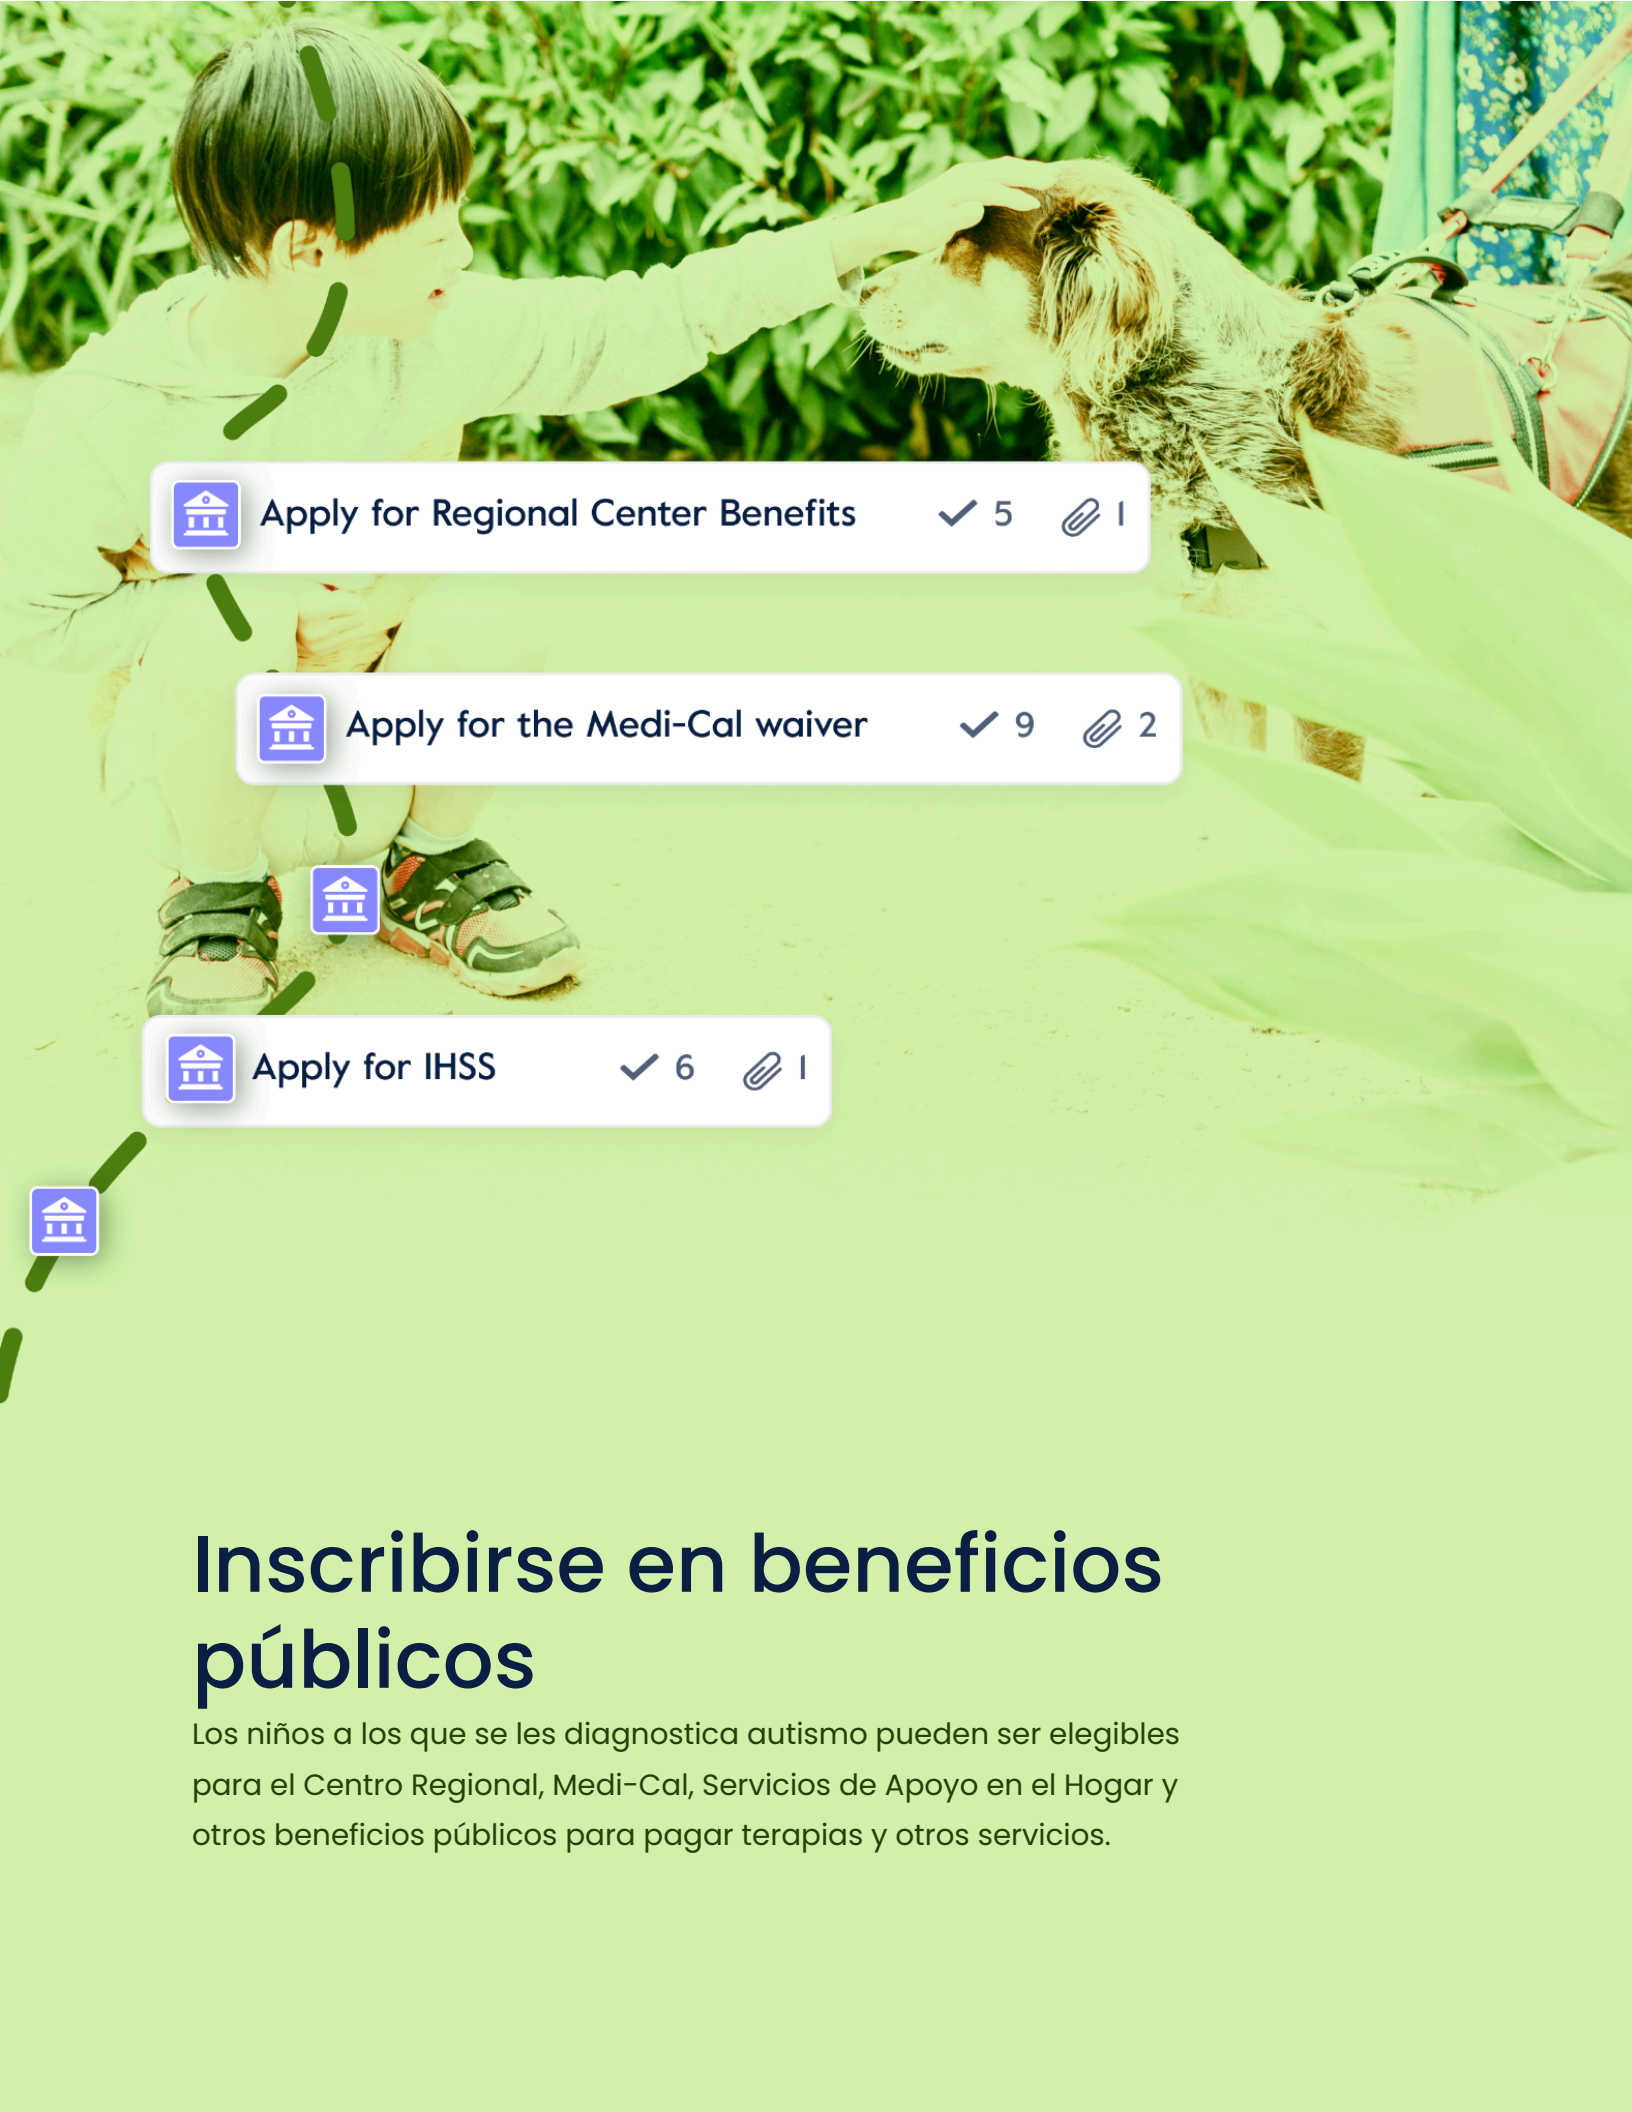 Apply for Regional Center Benefits 5 1
Apply for the Medi-Cal waiver 9 2
Apply for IHSS 6 1
Inscribirse en beneficios
públicos
Los niños a los que se les diagnostica autismo pueden ser elegibles
para el Centro Regional, Medi-Cal, Servicios de Apoyo en el Hogar y
otros beneficios públicos para pagar terapias y otros servicios.